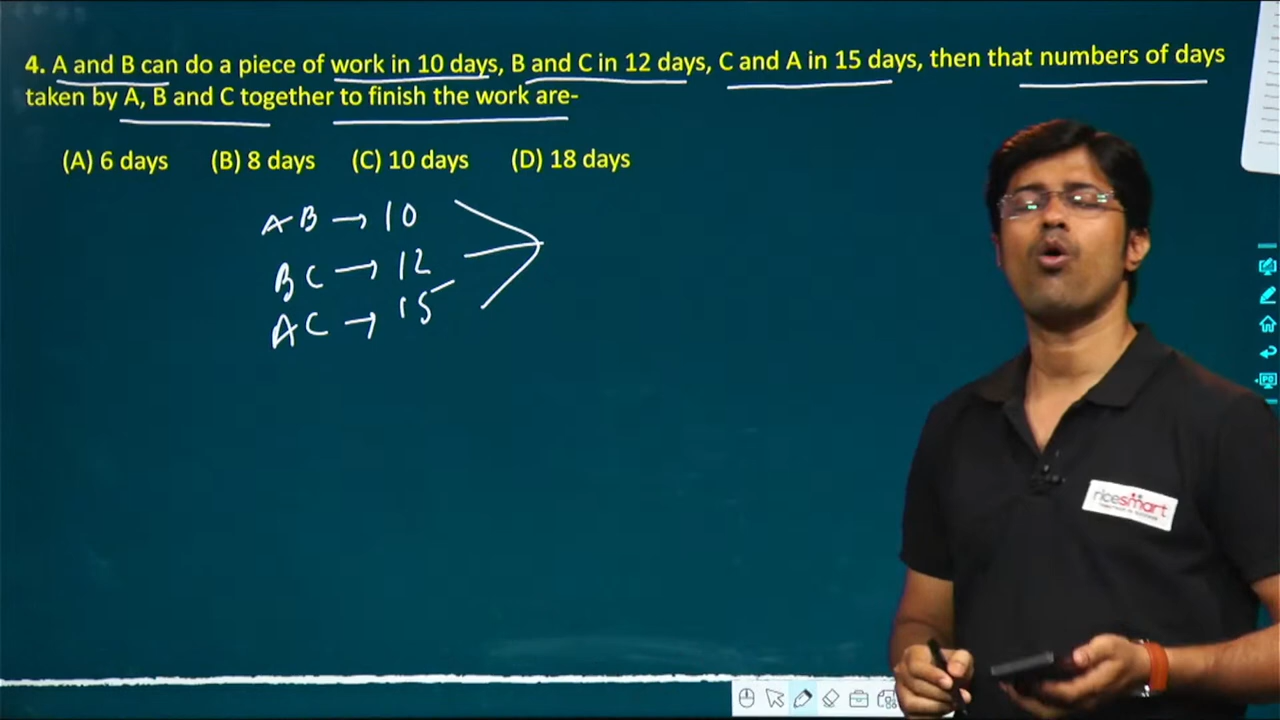 4. A and B can do a piece of work in 10 days, B and C in 12 days, C and A in 15 days, then that numbers of days
taken by A, B and C together to finish the work are-
(A) 6 days (B) 8 days (C) 10 days (D) 18 days
AB → 10
BC → 12
AC → 15
ricesmart